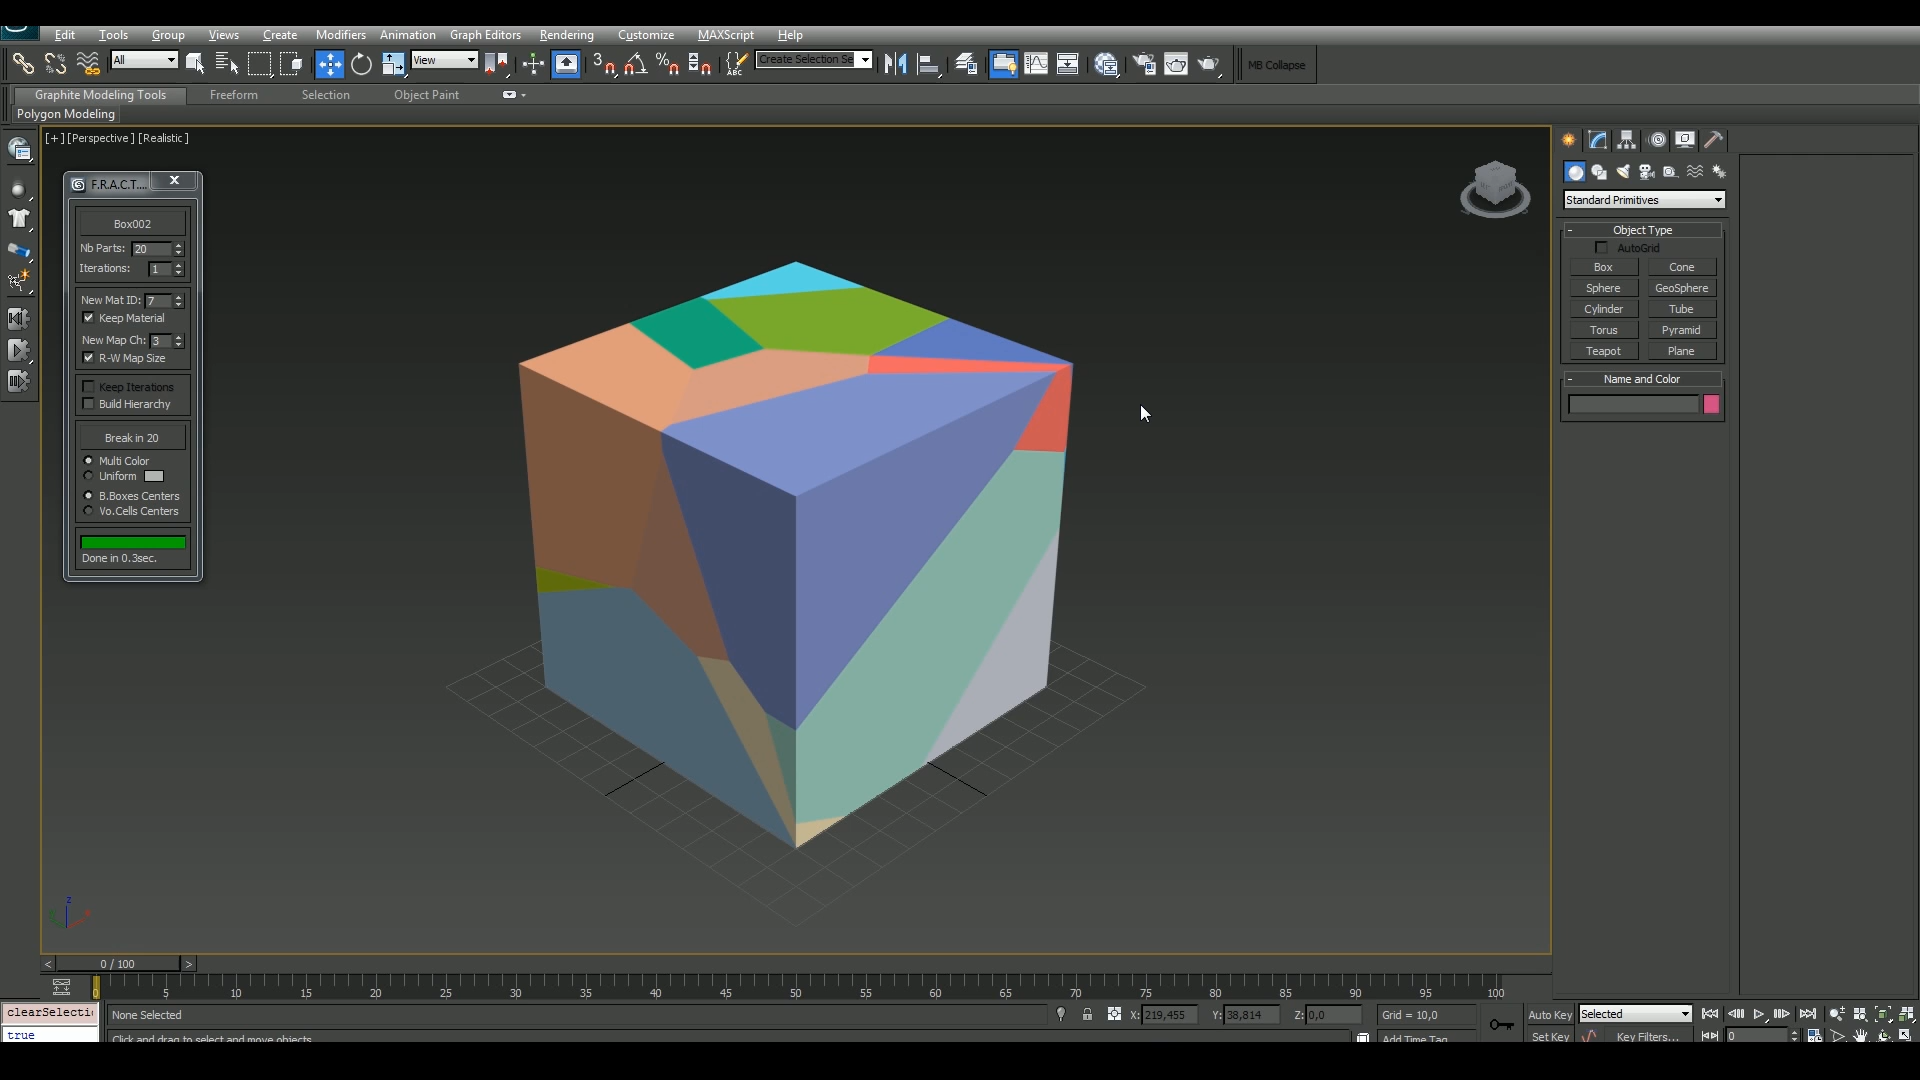 Edit Tools Group Views Create Modifiers Animation Graph Editors Rendering Customize MAXScript Help
All View 3 % ABC Create Selection Se MB Collapse
Graphite Modeling Tools Freeform Selection Object Paint
Polygon Modeling
[+] [Perspective] [Realistic]
F.R.A.C.T....
Box002
Nb Parts: 20
Iterations: 1
New Mat ID: 7
Keep Material
New Map Ch: 3
R-W Map Size
Keep Iterations
Build Hierarchy
Break in 20
Multi Color
Uniform
B.Boxes Centers
Vo.Cells Centers
Done in 0.3sec.
Standard Primitives
- Object Type
AutoGrid
Box Cone
Sphere GeoSphere
Cylinder Tube
Torus Pyramid
Teapot Plane
- Name and Color
z
< 0 / 100 >
0 5 10 15 20 25 30 35 40 45 50 55 60 65 70 75 80 85 90 95 100
clearSelecti None Selected X: 219,455 Y: 38,814 Z: 0,0 Grid = 10,0 Auto Key Selected
true Click and drag to select and move objects Add Time Tag Set Key Key Filters... 0